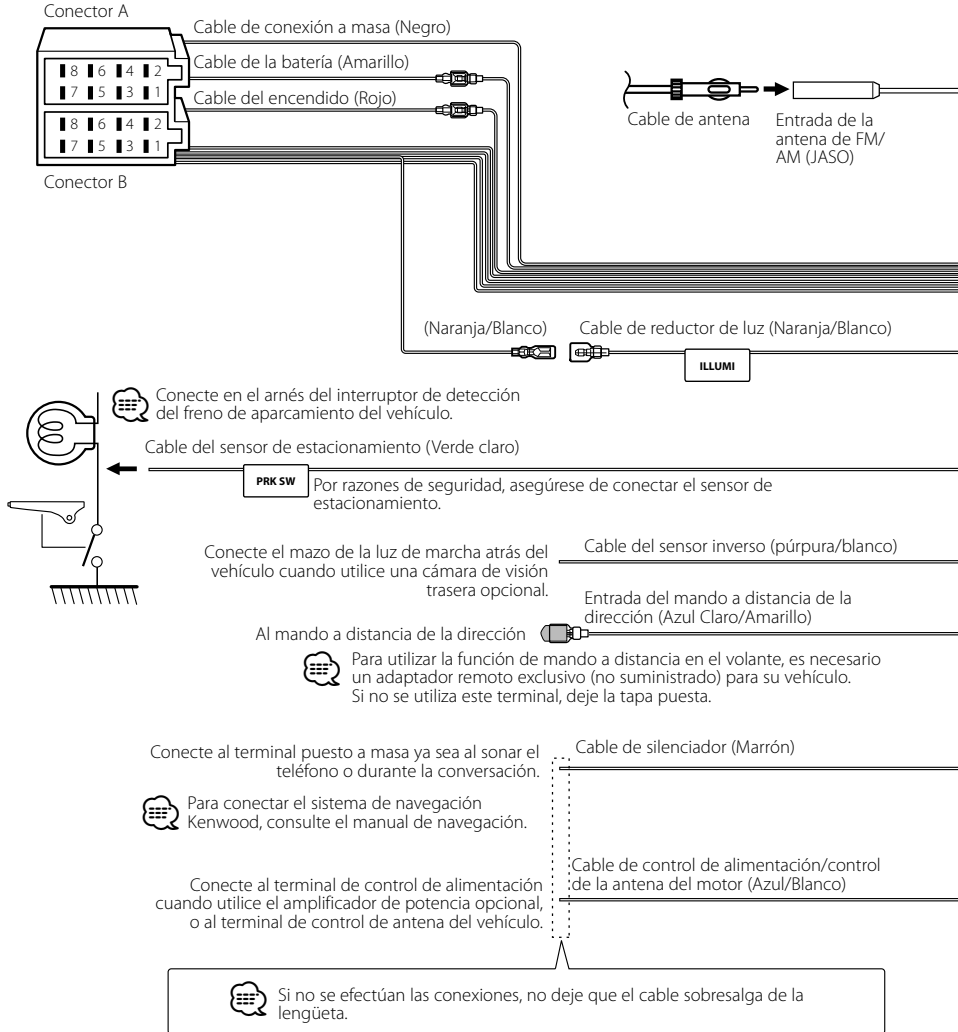 Conector A
Cable de conexión a masa (Negro)
Cable de la batería (Amarillo)
Cable del encendido (Rojo)
8 6 4 2
7 5 3 1
8 6 4 2
7 5 3 1
Conector B
Cable de antena
Entrada de la
antena de FM/
AM (JASO)
(Naranja/Blanco)
Cable de reductor de luz (Naranja/Blanco)
ILLUMI
Conecte en el arnés del interruptor de detección
del freno de aparcamiento del vehículo.
Cable del sensor de estacionamiento (Verde claro)
PRK SW
Por razones de seguridad, asegúrese de conectar el sensor de
estacionamiento.
Conecte el mazo de la luz de marcha atrás del
vehículo cuando utilice una cámara de visión
trasera opcional.
Cable del sensor inverso (púrpura/blanco)
Entrada del mando a distancia de la
dirección (Azul Claro/Amarillo)
Al mando a distancia de la dirección
Para utilizar la función de mando a distancia en el volante, es necesario
un adaptador remoto exclusivo (no suministrado) para su vehículo.
Si no se utiliza este terminal, deje la tapa puesta.
Conecte al terminal puesto a masa ya sea al sonar el
teléfono o durante la conversación.
Cable de silenciador (Marrón)
Para conectar el sistema de navegación
Kenwood, consulte el manual de navegación.
Conecte al terminal de control de alimentación
cuando utilice el amplificador de potencia opcional,
o al terminal de control de antena del vehículo.
Cable de control de alimentación/control
de la antena del motor (Azul/Blanco)
Si no se efectúan las conexiones, no deje que el cable sobresalga de la
lengüeta.